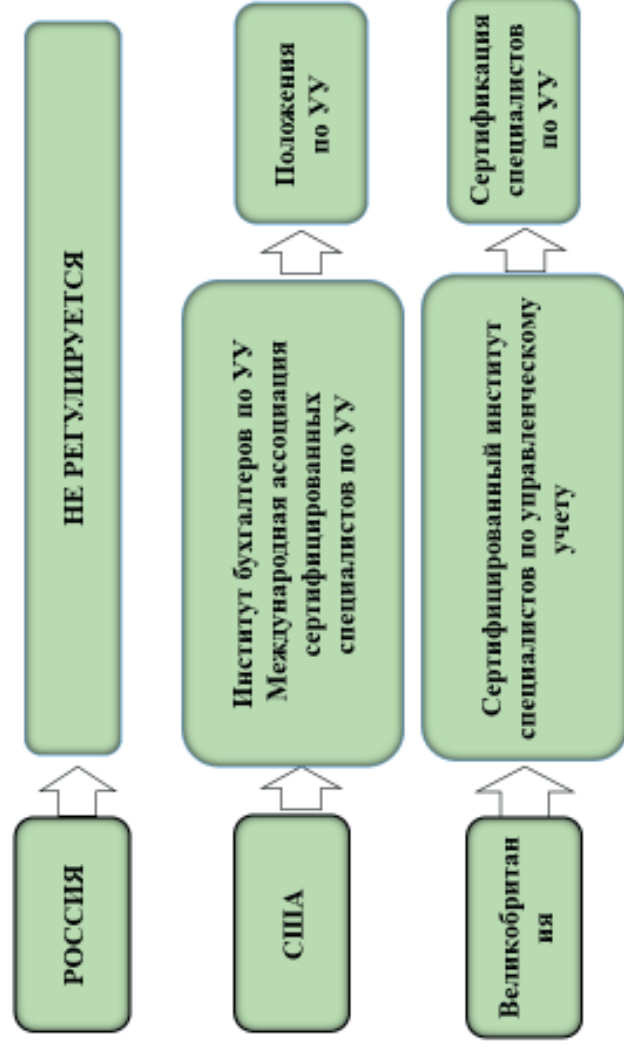 РОССИЯ
НЕ РЕГУЛИРУЕТСЯ
США
Институт бухгалтеров по УУ
Международная ассоциация
сертифицированных
специалистов по УУ
Положения
по УУ
Великобритан
ия
Сертифицированный институт
специалистов по управленческому
учету
Сертификация
специалистов
по УУ